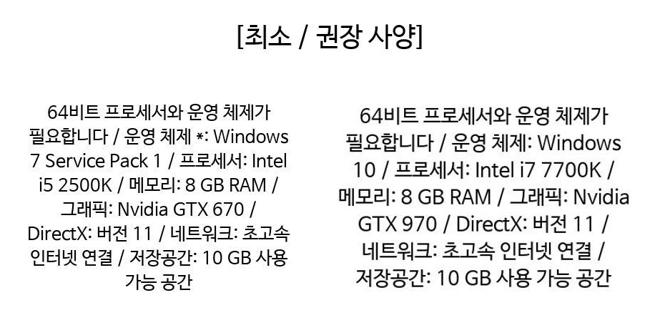 [최소 / 권장 사양]
64비트 프로세서와 운영 체제가
필요합니다 / 운영 체제 *: Windows
7 Service Pack 1 / 프로세서: Intel
i5 2500K / 메모리: 8 GB RAM /
그래픽: Nvidia GTX 670 /
DirectX: 버전 11 / 네트워크: 초고속
인터넷 연결 / 저장공간: 10 GB 사용
가능 공간
64비트 프로세서와 운영 체제가
필요합니다 / 운영 체제: Windows
10 / 프로세서: Intel i7 7700K /
메모리: 8 GB RAM / 그래픽: Nvidia
GTX 970 / DirectX: 버전 11 /
네트워크: 초고속 인터넷 연결 /
저장공간: 10 GB 사용 가능 공간